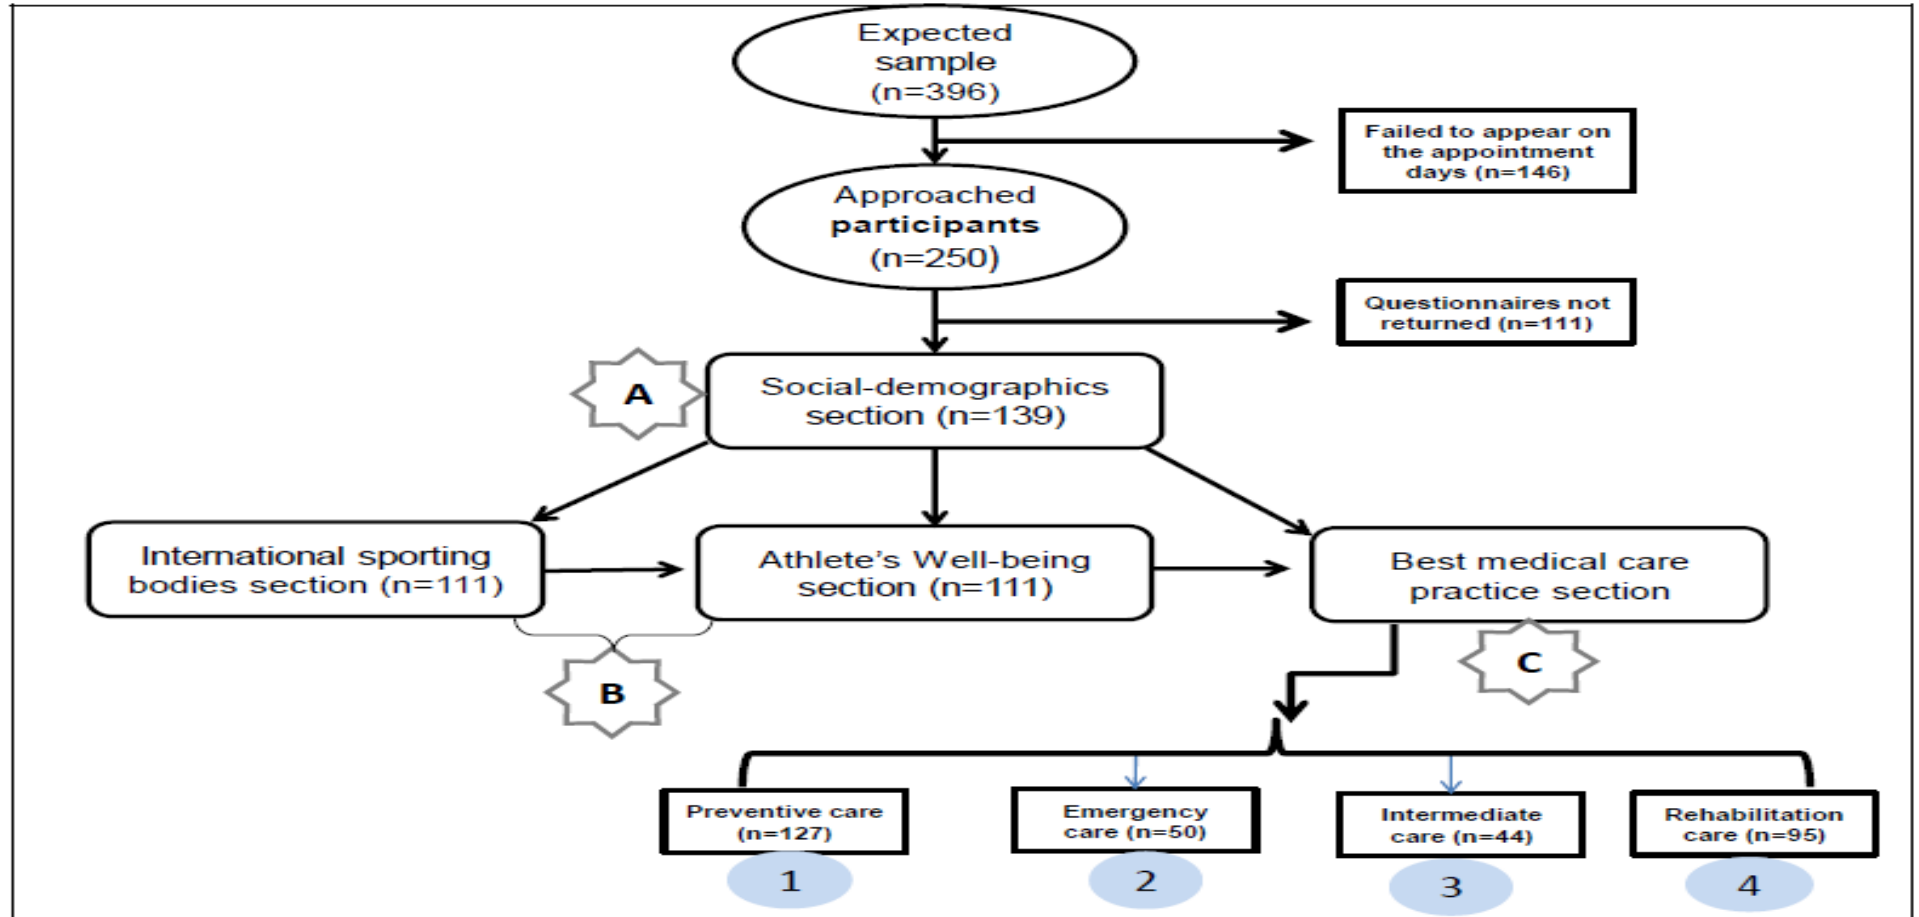 Expected
sample
(n=396)
Failed to appear on
the appointment
days (n=146)
Approached
participants
(n=250)
Questionnaires not
returned (n=111)
A
Social-demographics
section (n=139)
International sporting
bodies section (n=111)
Athlete's Well-being
section (n=111)
Best medical care
practice section
B
C
Preventive care
(n=127)
Emergency
care (n=50)
Intermediate
care (n=44)
Rehabilitation
care (n=95)
1
2
3
4